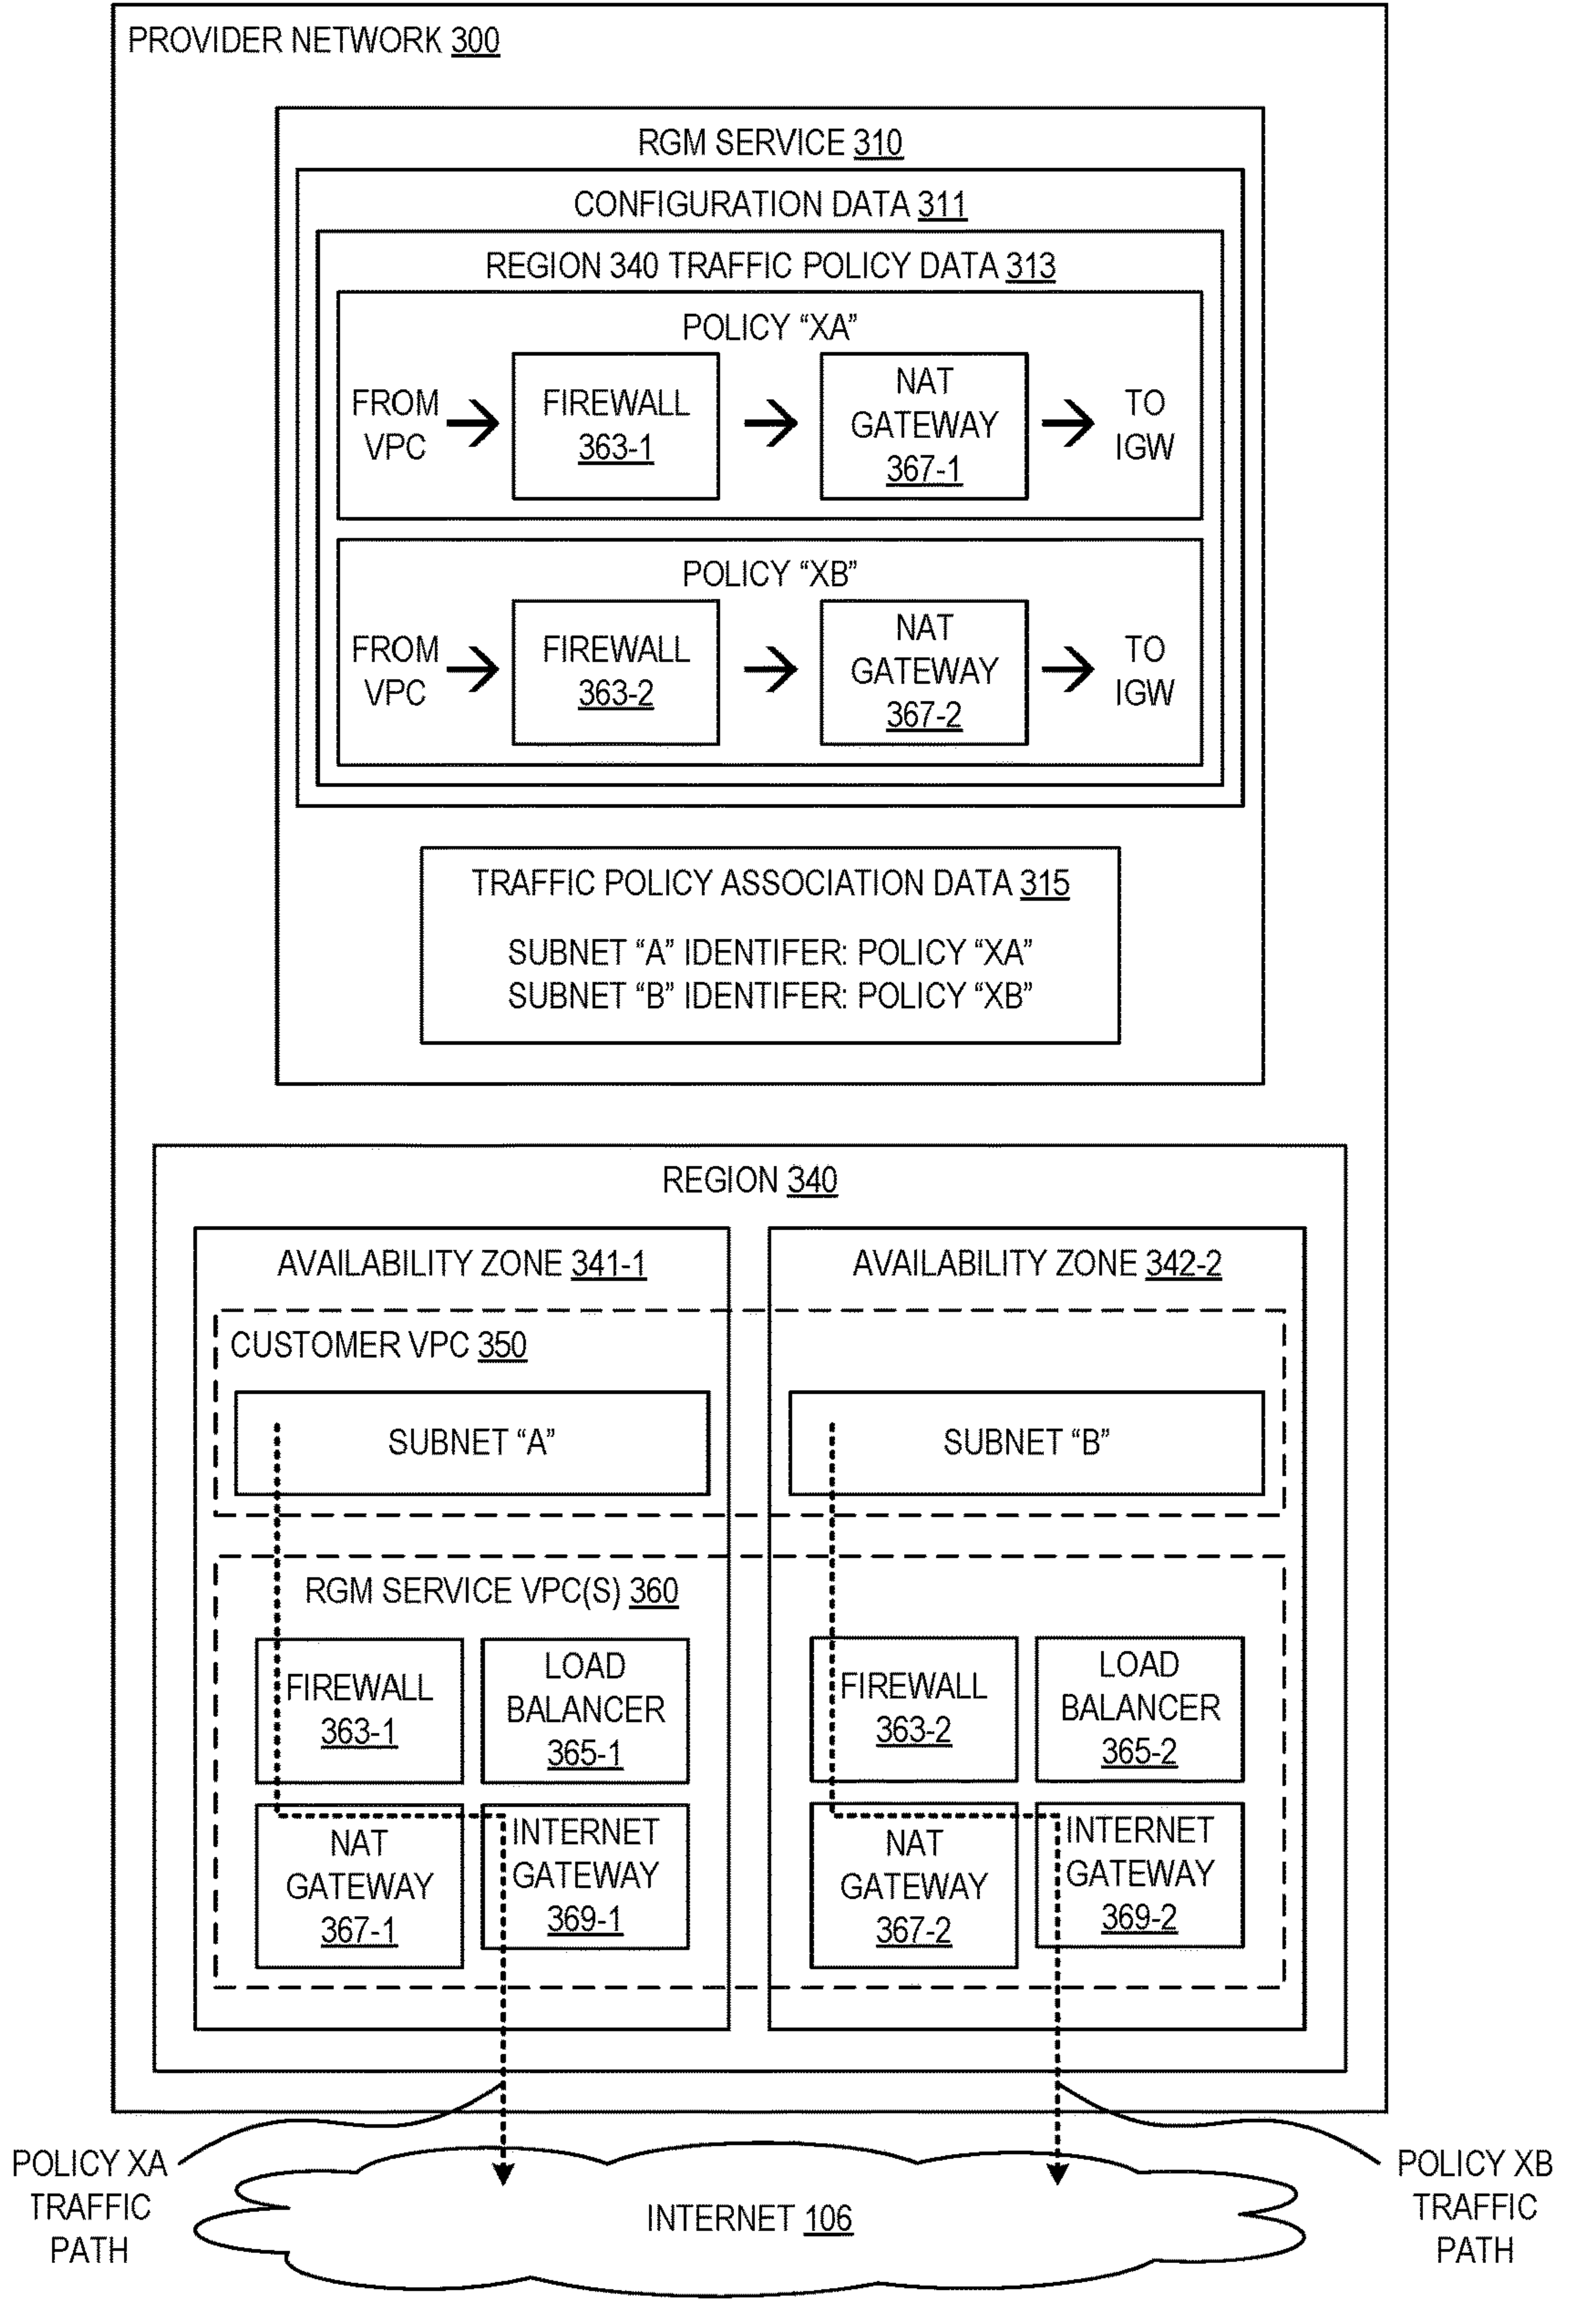 PROVIDER NETWORK 300
RGM SERVICE 310
CONFIGURATION DATA 311
REGION 340 TRAFFIC POLICY DATA 313
POLICY “XA”
FROM
VPC
FIREWALL
363-1
NAT
GATEWAY
367-1
TO
IGW
POLICY “XB”
FROM
VPC
FIREWALL
363-2
NAT
GATEWAY
367-2
TO
IGW
TRAFFIC POLICY ASSOCIATION DATA 315
SUBNET “A” IDENTIFER: POLICY “XA”
SUBNET “B” IDENTIFER: POLICY “XB”
REGION 340
AVAILABILITY ZONE 341-1
AVAILABILITY ZONE 342-2
CUSTOMER VPC 350
SUBNET “A”
SUBNET “B”
RGM SERVICE VPC(S) 360
FIREWALL
363-1
LOAD
BALANCER
365-1
FIREWALL
363-2
LOAD
BALANCER
365-2
NAT
GATEWAY
367-1
INTERNET
GATEWAY
369-1
NAT
GATEWAY
367-2
INTERNET
GATEWAY
369-2
POLICY XA
TRAFFIC
PATH
INTERNET 106
POLICY XB
TRAFFIC
PATH